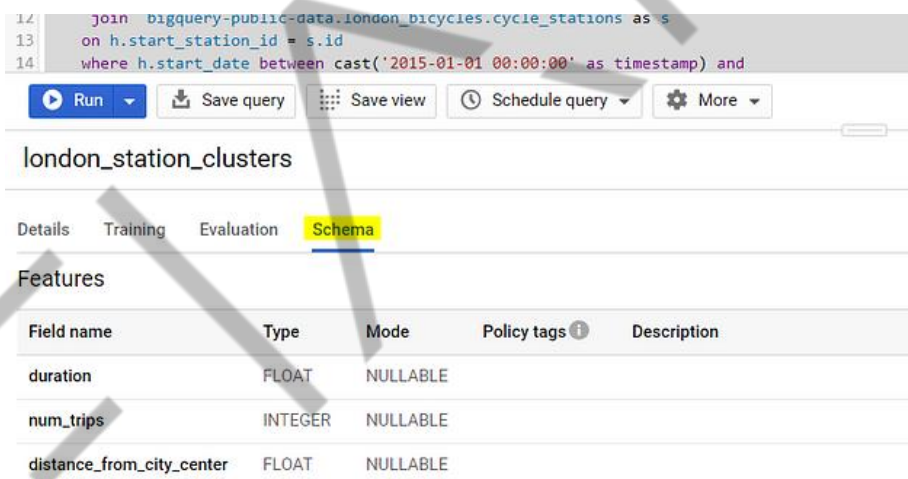 12 join `bigquery-public-data.london_bicycles.cycle_stations as s
13 on h.start_station_id = s.id
14 where h.start_date between cast('2015-01-01 00:00:00' as timestamp) and
Run Save query Save view Schedule query More
london_station_clusters
Details Training Evaluation Schema
Features
Field name Type Mode Policy tags Description
duration FLOAT NULLABLE
num_trips INTEGER NULLABLE
distance_from_city_center FLOAT NULLABLE